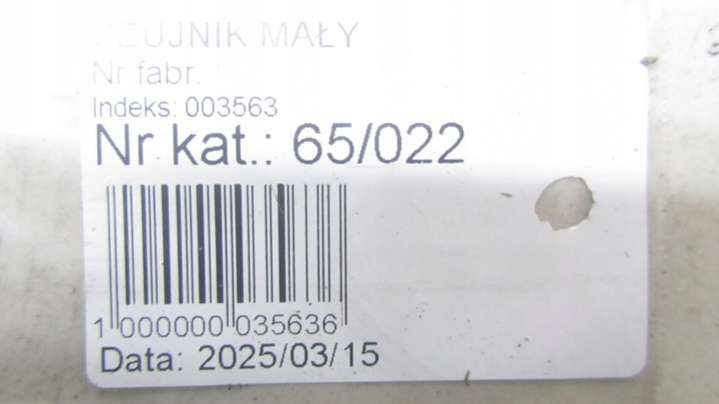 MAŁY
Nr fabr.
Indeks: 003563
Nr kat.: 65/022
1 000000 035636
Data: 2025/03/15